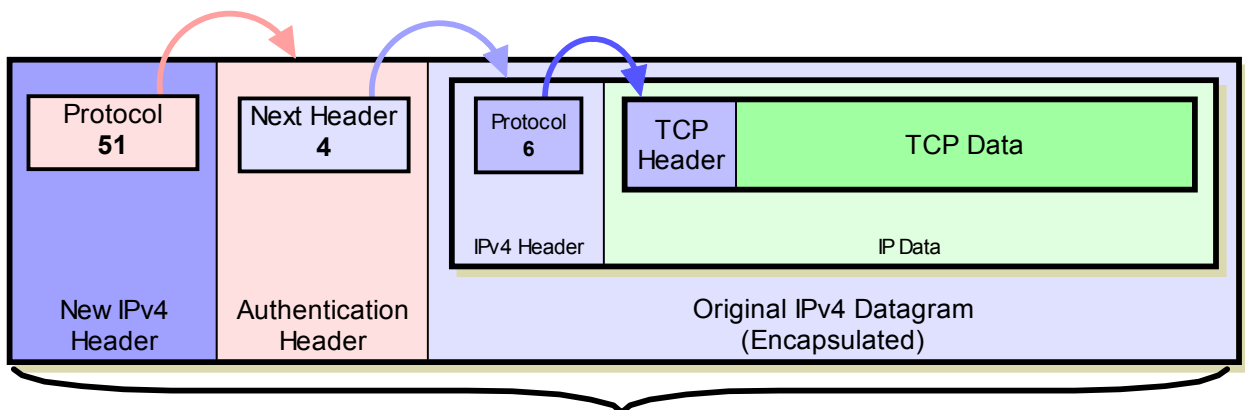 Protocol
51
Next Header
4
Protocol
6
TCP
Header
TCP Data
IPv4 Header
IP Data
New IPv4
Header
Authentication
Header
Original IPv4 Datagram
(Encapsulated)